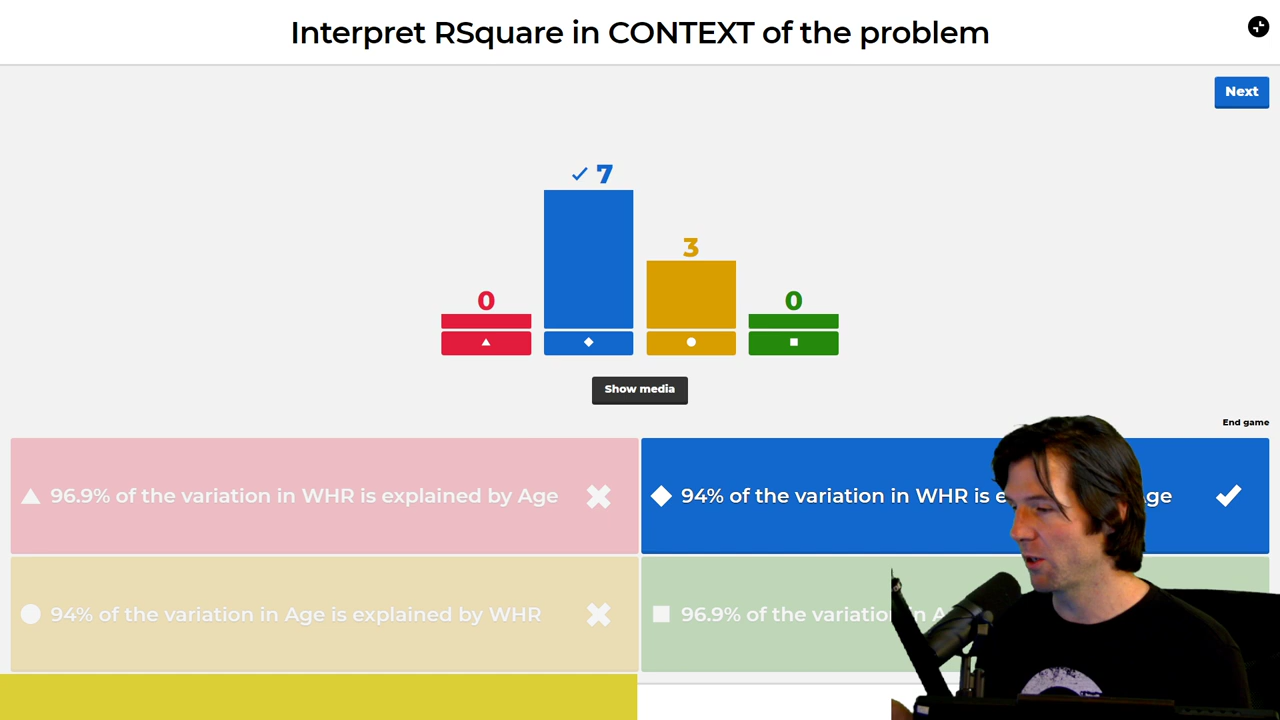 Interpret RSquare in CONTEXT of the problem
Next
7
3
0
0
Show media
End game
96.9% of the variation in WHR is explained by Age
94% of the variation in WHR is
94% of the variation in Age is explained by WHR
96.9% of the variation